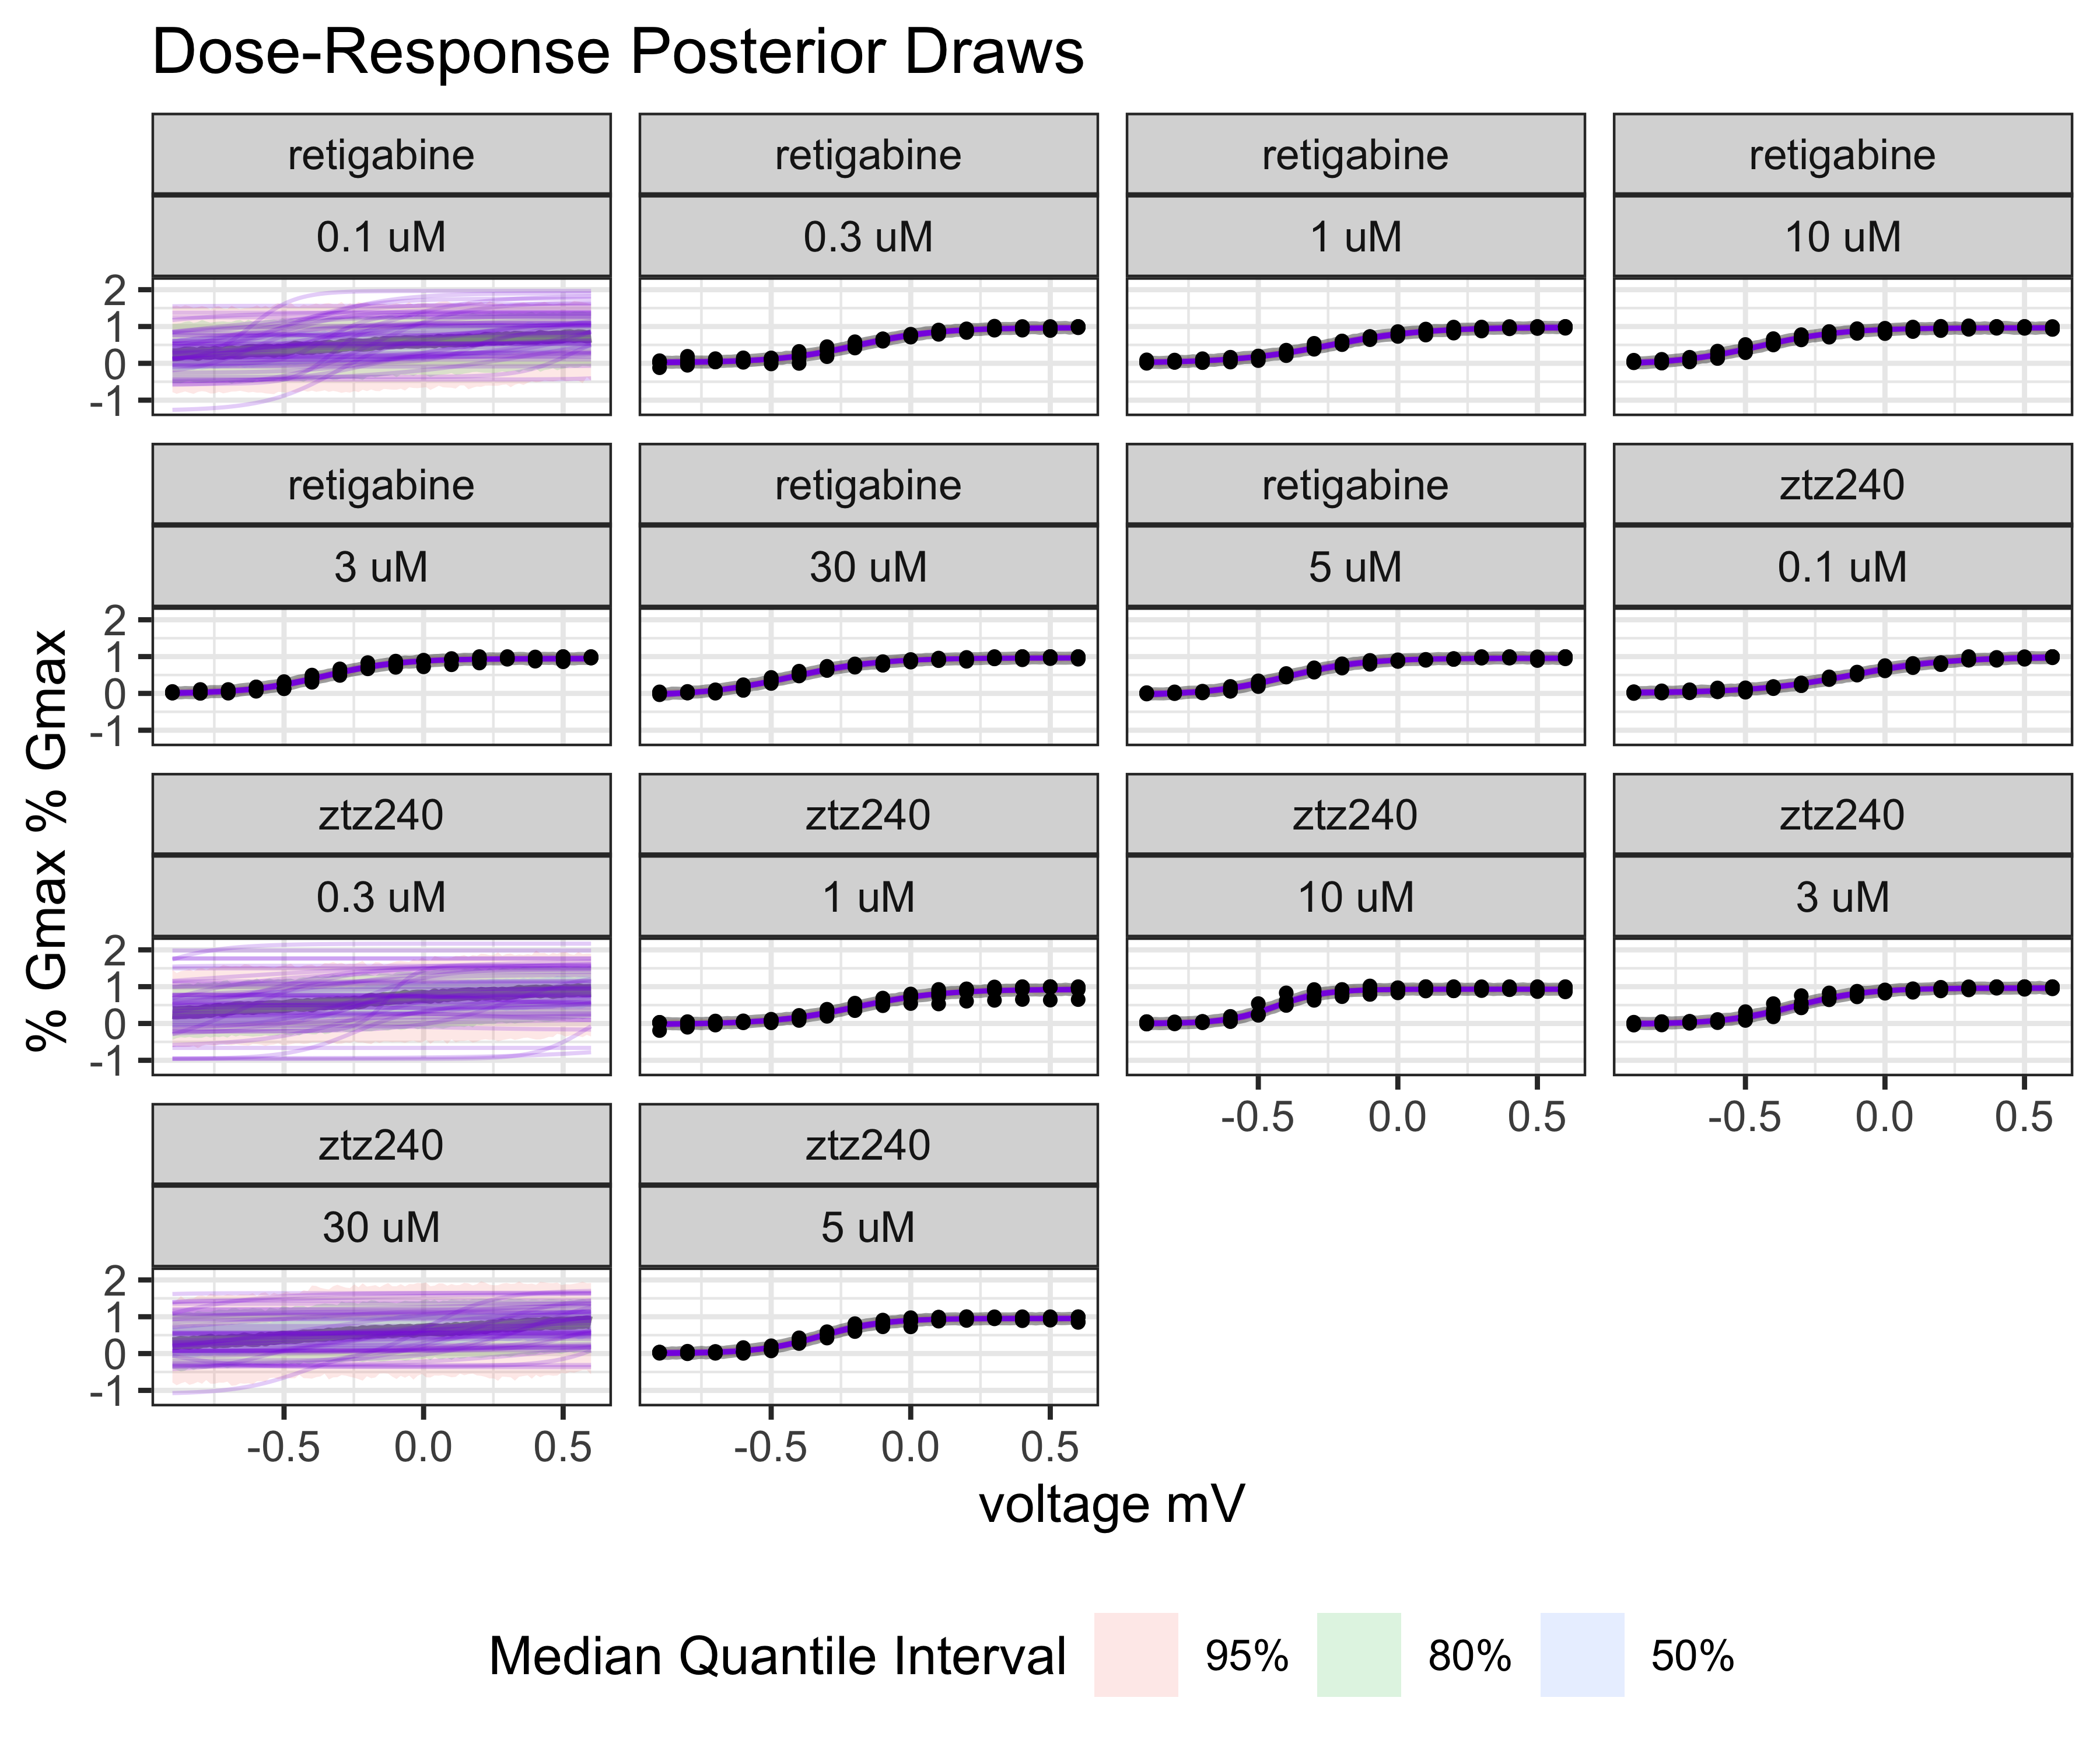 Dose-Response Posterior Draws
retigabine
retigabine
retigabine
retigabine
0.1 uM
0.3 uM
1 uM
10 uM
2
1
0
-1
retigabine
retigabine
retigabine
ztz240
3 uM
30 uM
5 uM
0.1 uM
2
1
0
-1
% Gmax % Gmax
ztz240
ztz240
ztz240
ztz240
0.3 uM
1 uM
10 uM
3 uM
2
1
0
-1
-0.5 0.0 0.5
-0.5 0.0 0.5
ztz240
ztz240
30 uM
5 uM
2
1
0
-1
-0.5 0.0 0.5
-0.5 0.0 0.5
voltage mV
Median Quantile Interval 95% 80% 50%